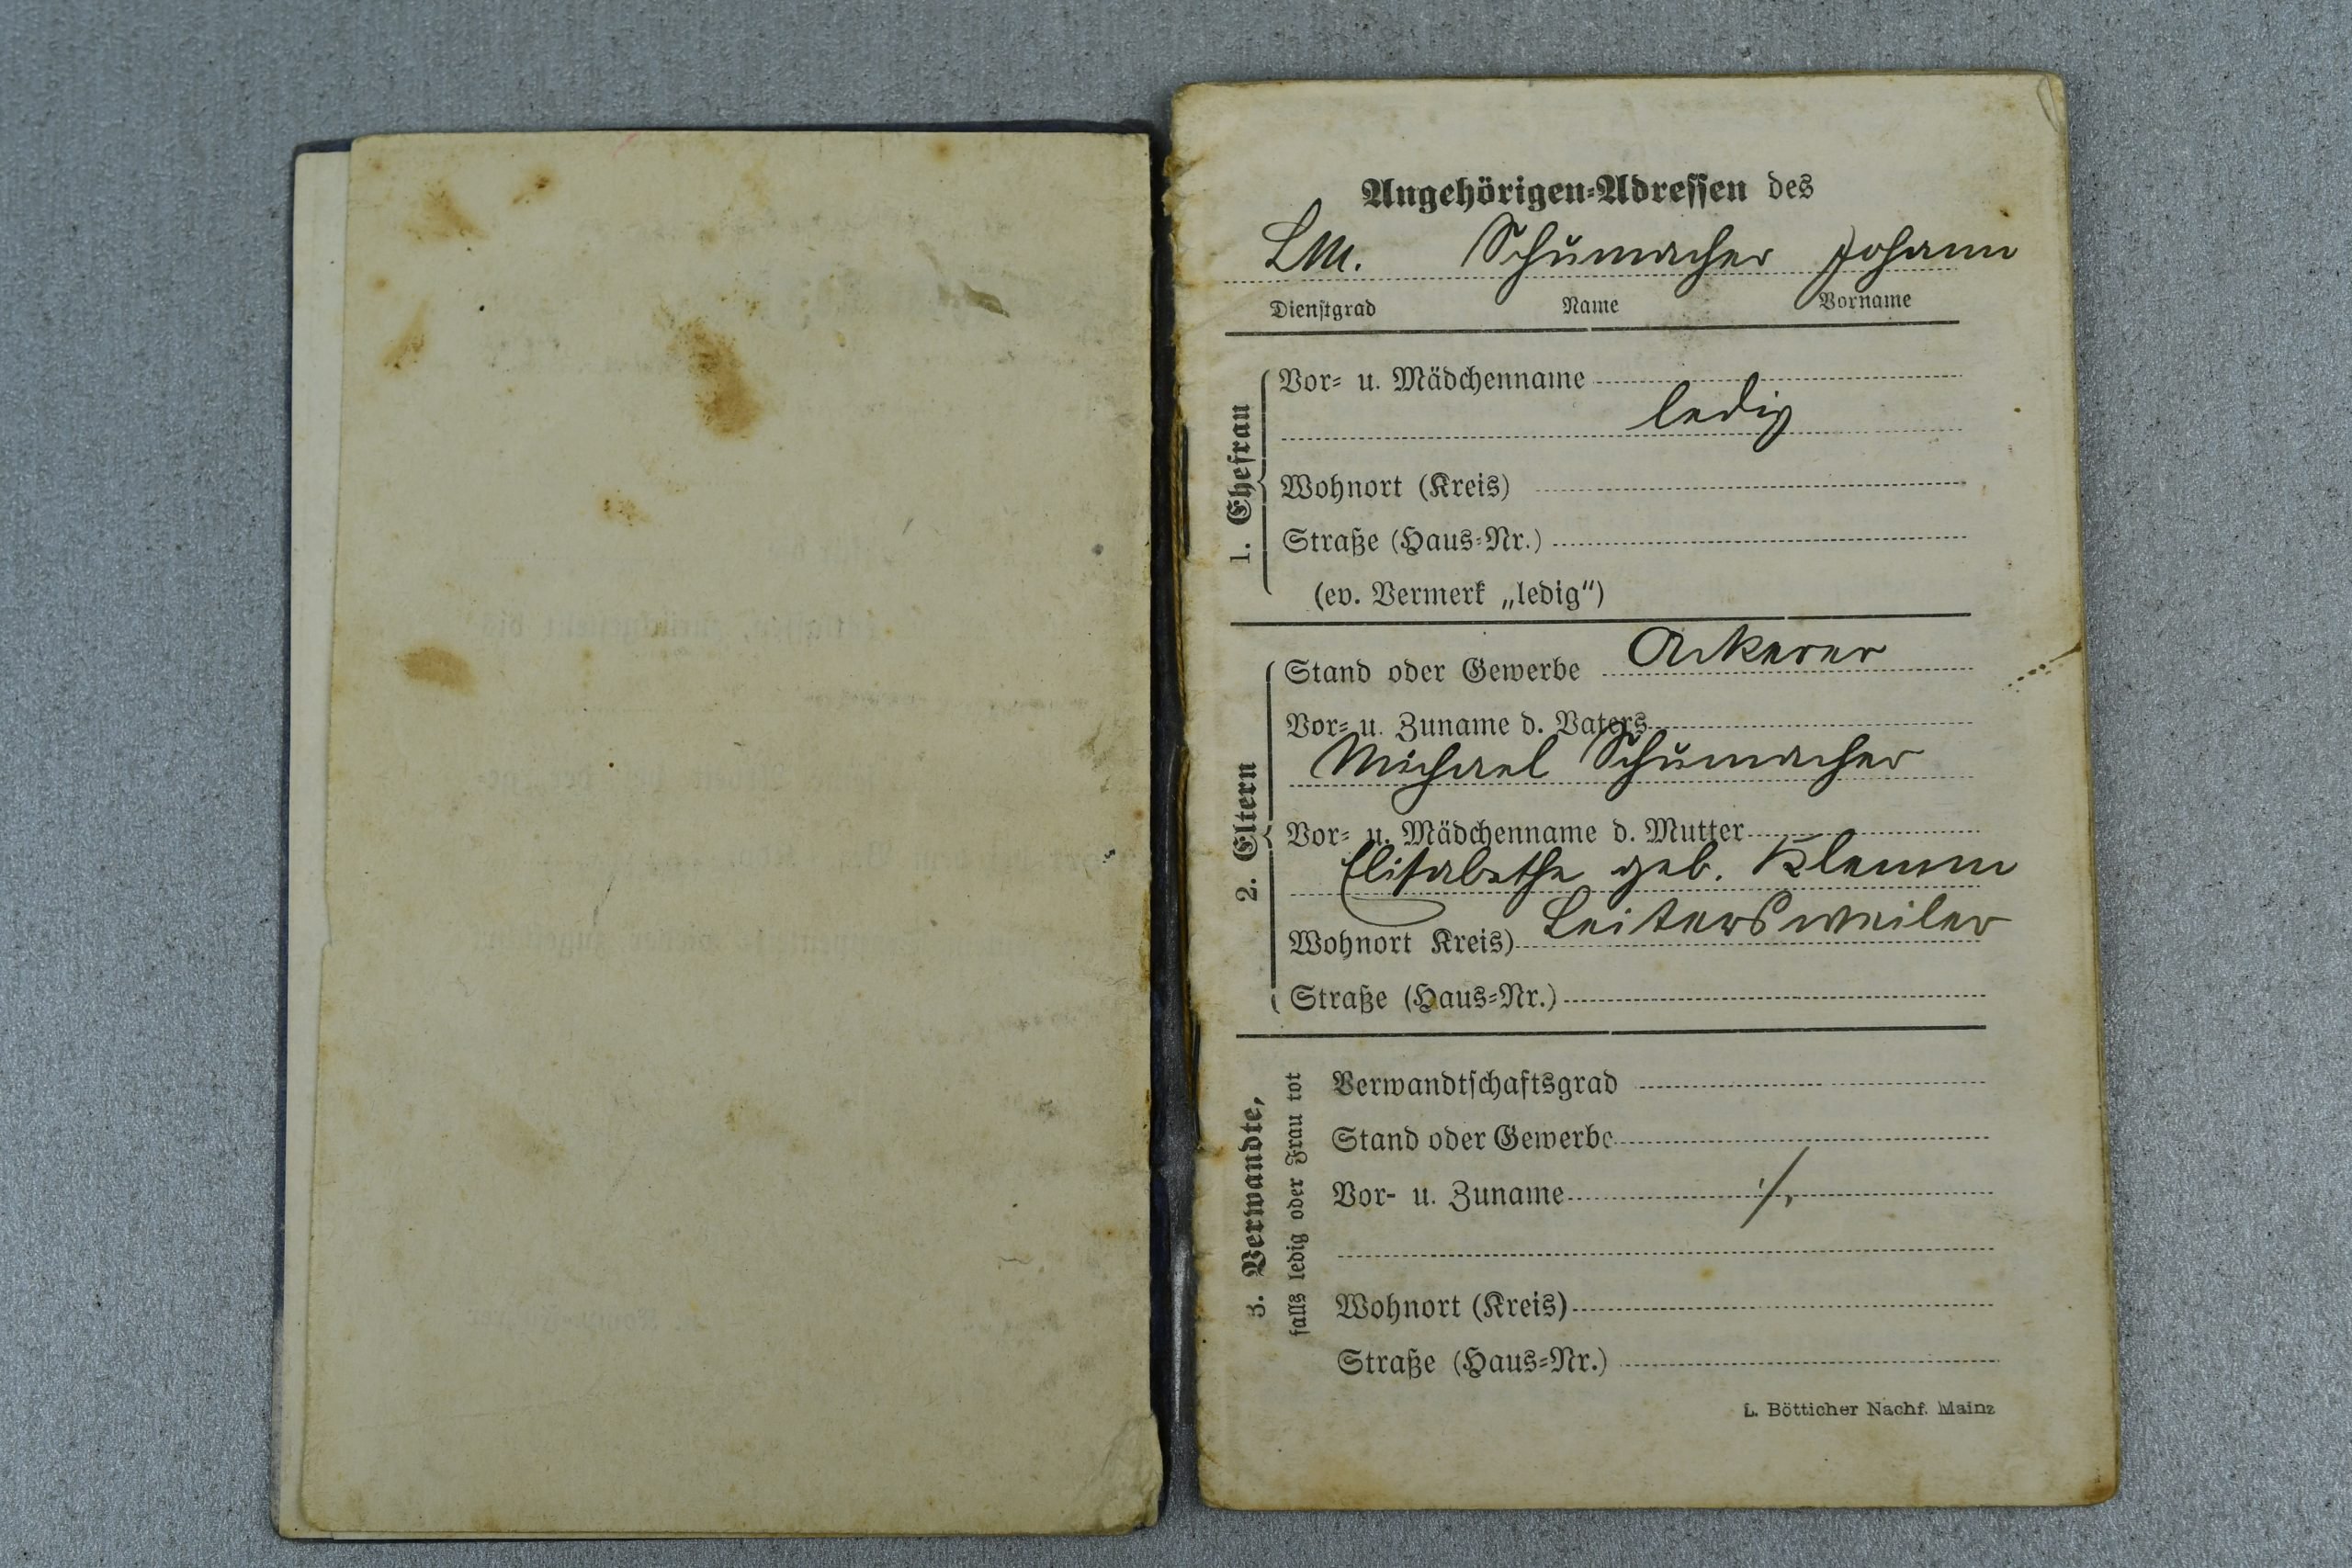 Angehörigen-Adressen des
LM. Schumacher Johann
Dienstgrad Name Vorname
1. Ehefrau
Vor- u. Mädchenname
ledig
Wohnort (Kreis)
Straße (Haus-Nr.)
(ev. Vermerk „ledig“)
2. Eltern
Stand oder Gewerbe Ackerer
Vor- u. Zuname d. Vaters
Michael Schumacher
Vor- u. Mädchenname d. Mutter
Elisabethe geb. Klemm
Wohnort Kreis) Leitersweiler
Straße (Haus-Nr.)
3. Verwandte,
falls ledig oder Frau tot
Verwandtschaftsgrad
Stand oder Gewerbe
Vor- u. Zuname ./.
Wohnort (Kreis)
Straße (Haus-Nr.)
L. Bötticher Nachf. Mainz